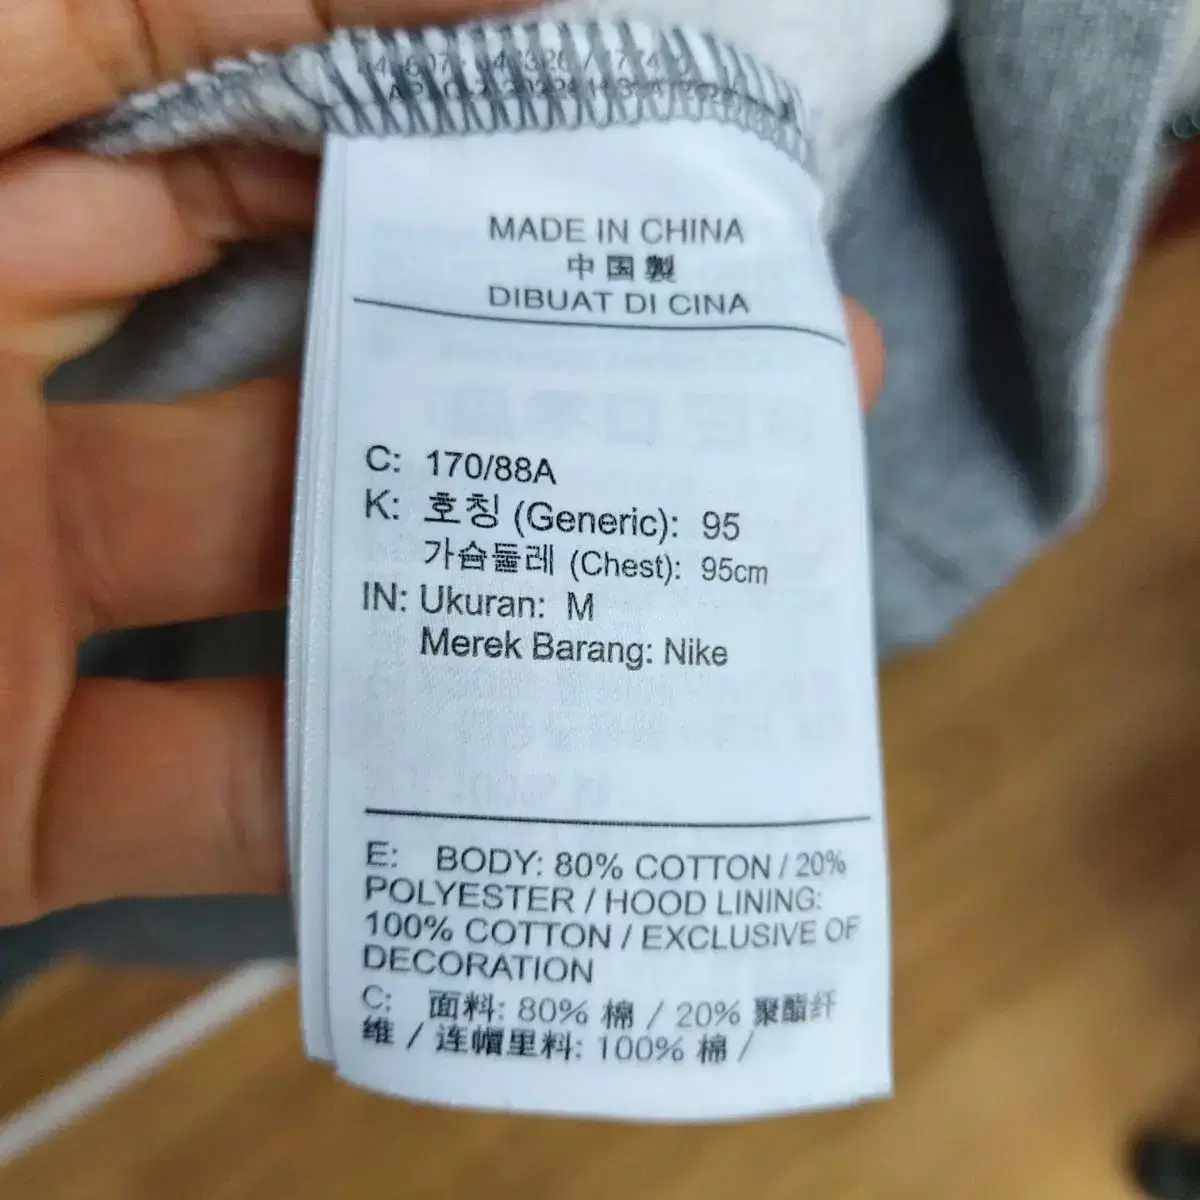 MADE IN CHINA
中国製
DIBUAT DI CINA
C: 170/88A
K: 호칭 (Generic): 95
가슴둘레 (Chest): 95cm
IN: Ukuran: M
Merek Barang: Nike
E: BODY: 80% COTTON / 20%
POLYESTER / HOOD LINING:
100% COTTON / EXCLUSIVE OF
DECORATION
C: 面料: 80% 棉 / 20% 聚酯纤
维 / 连帽里料: 100% 棉 /